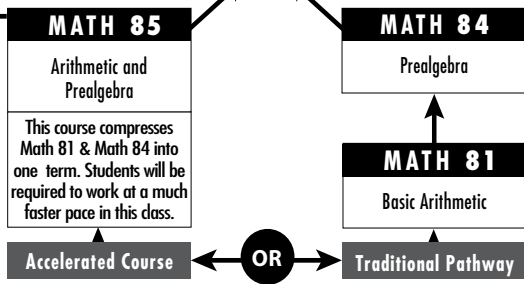 MATH 85
Arithmetic and
Prealgebra
This course compresses
Math 81 & Math 84 into
one term. Students will be
required to work at a much
faster pace in this class.
Accelerated Course
OR
MATH 84
Prealgebra
MATH 81
Basic Arithmetic
Traditional Pathway